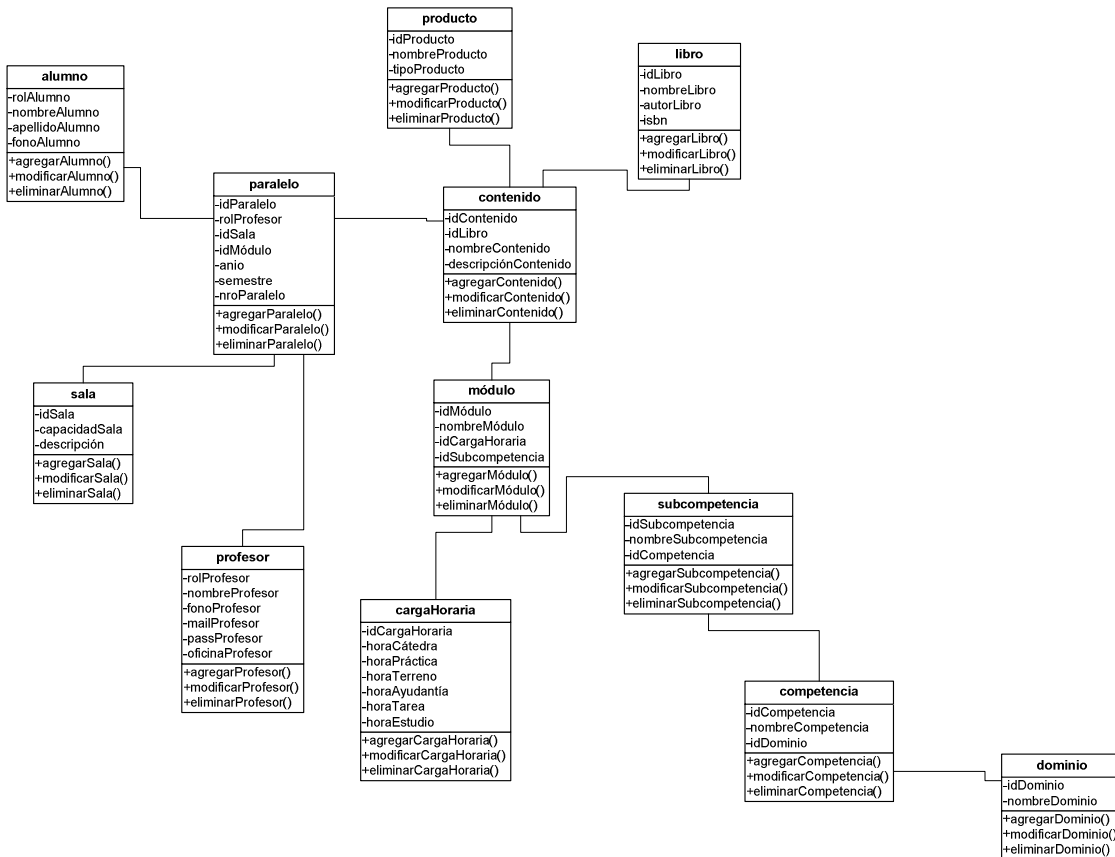 producto
-idProducto
-nombreProducto
-tipoProducto
+agregarProducto()
+modificarProducto()
+eliminarProducto()
libro
-idLibro
-nombreLibro
-autorLibro
-isbn
+agregarLibro()
+modificarLibro()
+eliminarLibro()
alumno
-rolAlumno
-nombreAlumno
-apellidoAlumno
-fonoAlumno
+agregarAlumno()
+modificarAlumno()
+eliminarAlumno()
paralelo
-idParalelo
-rolProfesor
-idSala
-idMódulo
-anio
-semestre
-nroParalelo
+agregarParalelo()
+modificarParalelo()
+eliminarParalelo()
contenido
-idContenido
-idLibro
-nombreContenido
-descripciónContenido
+agregarContenido()
+modificarContenido()
+eliminarContenido()
sala
-idSala
-capacidadSala
-descripción
+agregarSala()
+modificarSala()
+eliminarSala()
módulo
-idMódulo
-nombreMódulo
-idCargaHoraria
-idSubcompetencia
+agregarMódulo()
+modificarMódulo()
+eliminarMódulo()
subcompetencia
-idSubcompetencia
-nombreSubcompetencia
-idCompetencia
+agregarSubcompetencia()
+modificarSubcompetencia()
+eliminarSubcompetencia()
profesor
-rolProfesor
-nombreProfesor
-fonoProfesor
-mailProfesor
-passProfesor
-oficinaProfesor
+agregarProfesor()
+modificarProfesor()
+eliminarProfesor()
cargaHoraria
-idCargaHoraria
-horaCátedra
-horaPráctica
-horaTerreno
-horaAyudantía
-horaTarea
-horaEstudio
+agregarCargaHoraria()
+modificarCargaHoraria()
+eliminarCargaHoraria()
competencia
-idCompetencia
-nombreCompetencia
-idDominio
+agregarCompetencia()
+modificarCompetencia()
+eliminarCompetencia()
dominio
-idDominio
-nombreDominio
+agregarDominio()
+modificarDominio()
+eliminarDominio()